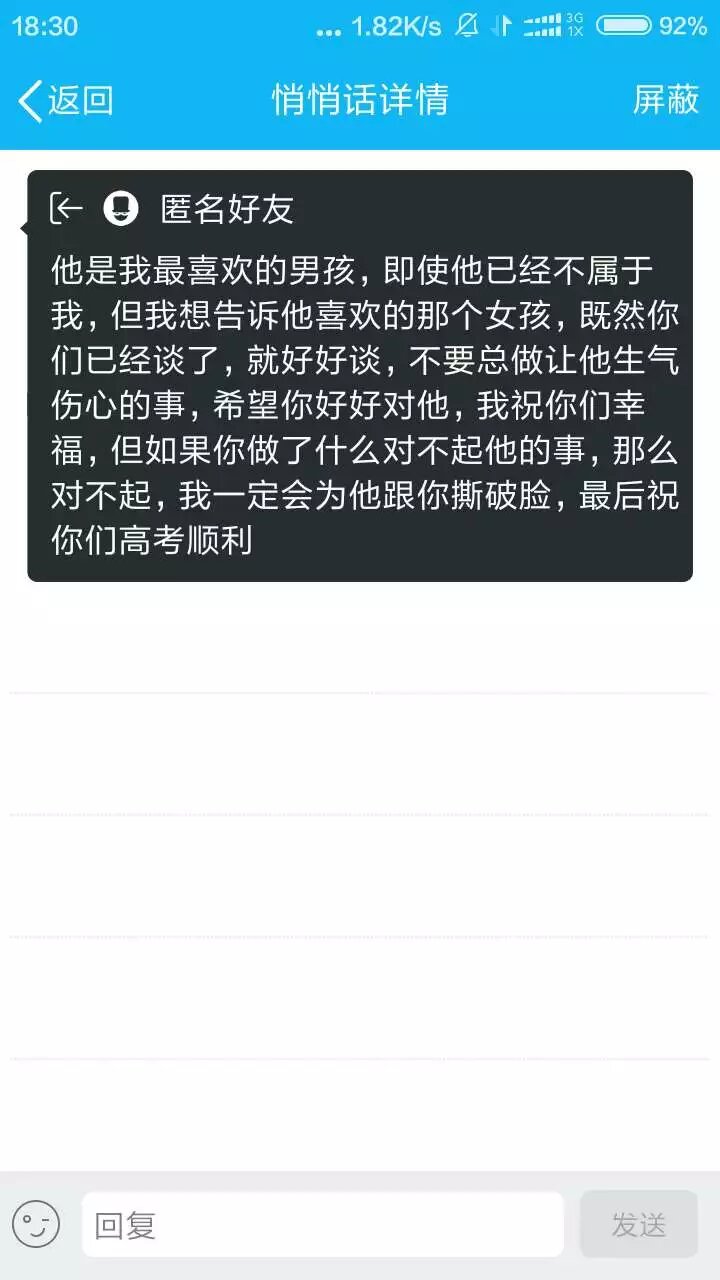 18:30
... 1.82K/s 3G 1X 92%
返回 悄悄话详情 屏蔽
匿名好友
他是我最喜欢的男孩，即使他已经不属于
我，但我想告诉他喜欢的那个女孩，既然你
们已经谈了，就好好谈，不要总做让他生气
伤心的事，希望你好好对他，我祝你们幸
福，但如果你做了什么对不起他的事，那么
对不起，我一定会为他跟你撕破脸，最后祝
你们高考顺利
回复 发送